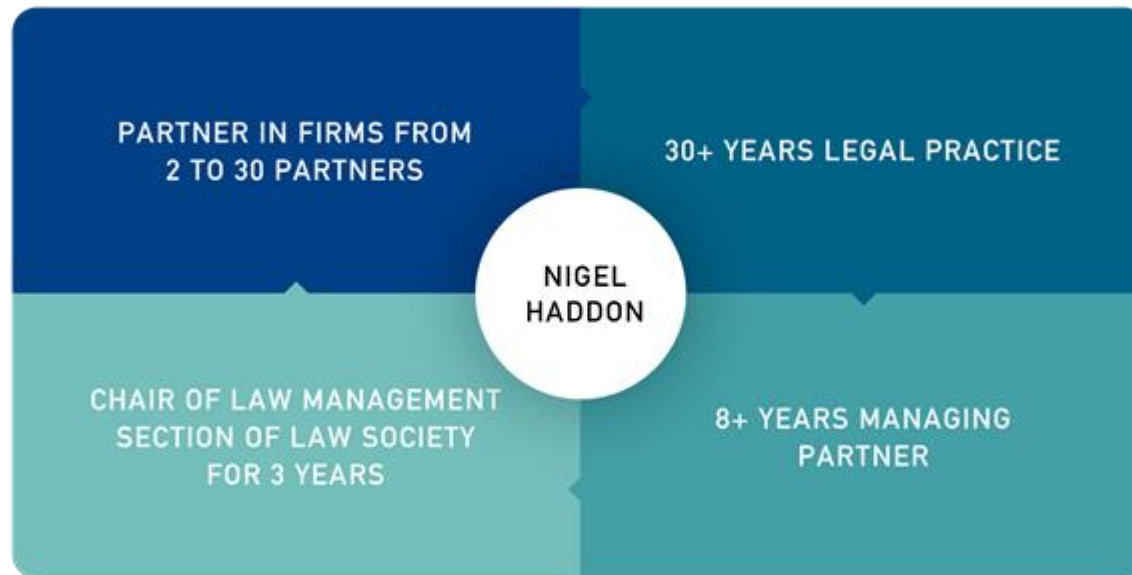 PARTNER IN FIRMS FROM
2 TO 30 PARTNERS
30+ YEARS LEGAL PRACTICE
NIGEL
HADDON
CHAIR OF LAW MANAGEMENT
SECTION OF LAW SOCIETY
FOR 3 YEARS
8+ YEARS MANAGING
PARTNER